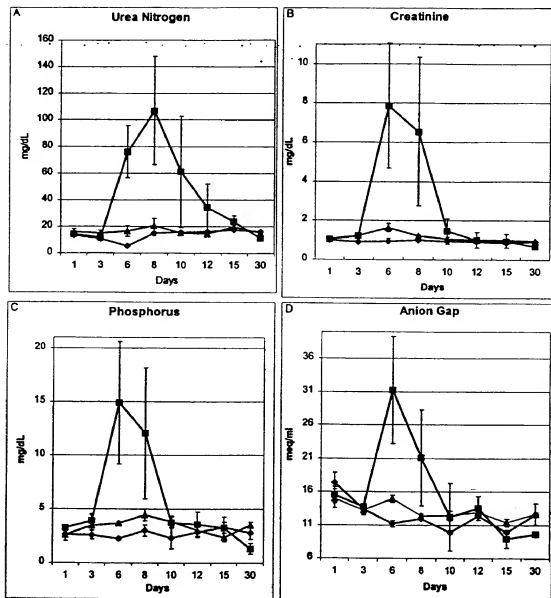 A
Urea Nitrogen
160
140
120
100
80
60
40
20
0
mg/dL
1 3 6 8 10 12 15 30
Days
B
Creatinine
10
8
6
4
2
0
mg/dL
1 3 6 8 10 12 15 30
Days
C
Phosphorus
20
15
10
5
0
mg/dL
1 3 6 8 10 12 15 30
Days
D
Anion Gap
36
31
26
21
16
11
6
meq/ml
1 3 6 8 10 12 15 30
Days